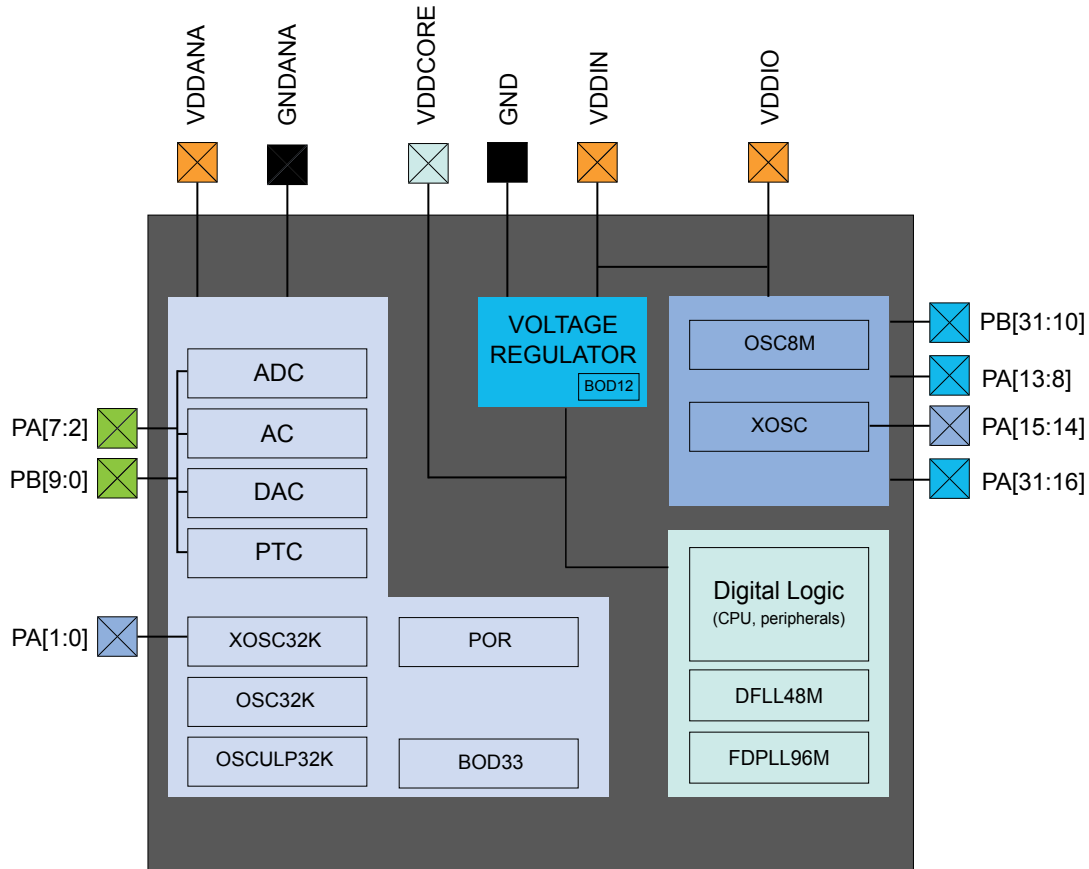 VDDANA
GNDANA
VDDCORE
GND
VDDIN
VDDIO
VOLTAGE
REGULATOR
BOD12
OSC8M
XOSC
PB[31:10]
PA[13:8]
PA[15:14]
PA[31:16]
ADC
AC
DAC
PTC
PA[7:2]
PB[9:0]
PA[1:0]
XOSC32K
POR
OSC32K
OSCULP32K
BOD33
Digital Logic
(CPU, peripherals)
DFLL48M
FDPLL96M